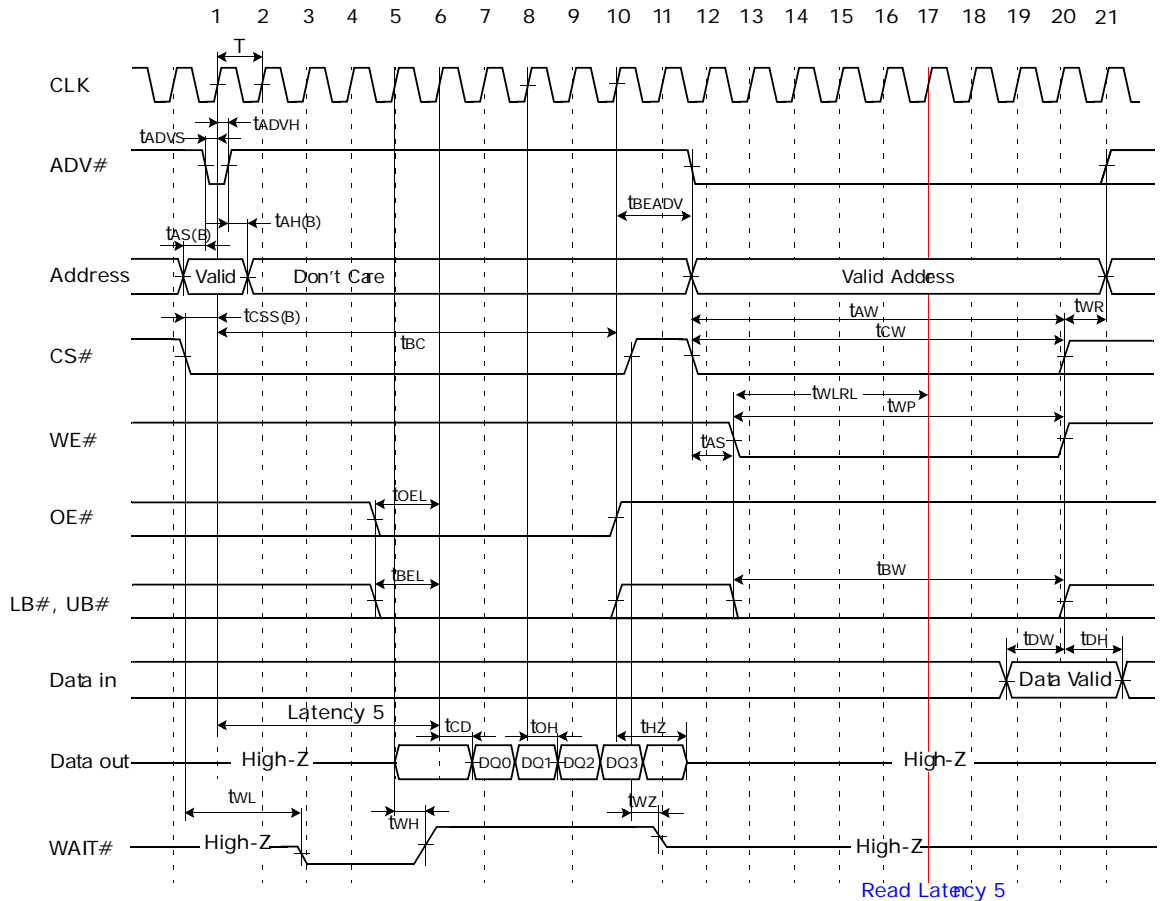 1 2 3 4 5 6 7 8 9 10 11 12 13 14 15 16 17 18 19 20 21
T
CLK
tADVS tADVH
ADV#
tBEADV
tAS(B) tAH(B)
Address Valid Don't Care Valid Address
tCSS(B) tAW tWR
tBC tCW
CS#
tWLRL
tWP
WE# tAS
tOEL
OE#
tBEL tBW
LB#, UB#
tDW tDH
Data in Data Valid
Latency 5
tCD tOH tHZ
Data out High-Z DQ0 DQ1 DQ2 DQ3 High-Z
tWL tWH tWZ
WAIT# High-Z High-Z
Read Latency 5